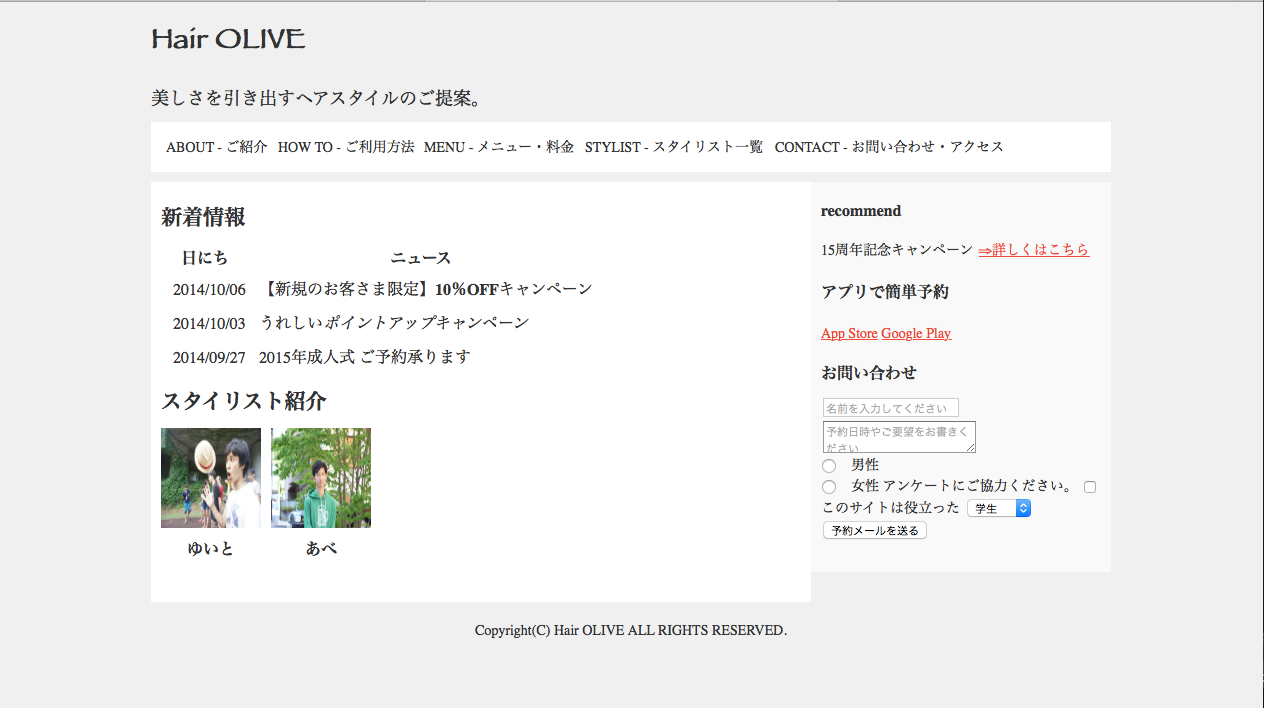 Hair OLIVE
美しさを引き出すヘアスタイルのご提案。
ABOUT - ご紹介 HOW TO - ご利用方法 MENU - メニュー・料金 STYLIST - スタイリスト一覧 CONTACT - お問い合わせ・アクセス
新着情報
日にち ニュース
2014/10/06 【新規のお客さま限定】10%OFFキャンペーン
2014/10/03 うれしいポイントアップキャンペーン
2014/09/27 2015年成人式 ご予約承ります
スタイリスト紹介
ゆいと あべ
recommend
15周年記念キャンペーン ⇒詳しくはこちら
アプリで簡単予約
App Store Google Play
お問い合わせ
名前を入力してください
予約日時やご要望をお書きく
ださい
男性
女性 アンケートにご協力ください。
このサイトは役立った 学生
予約メールを送る
Copyright(C) Hair OLIVE ALL RIGHTS RESERVED.